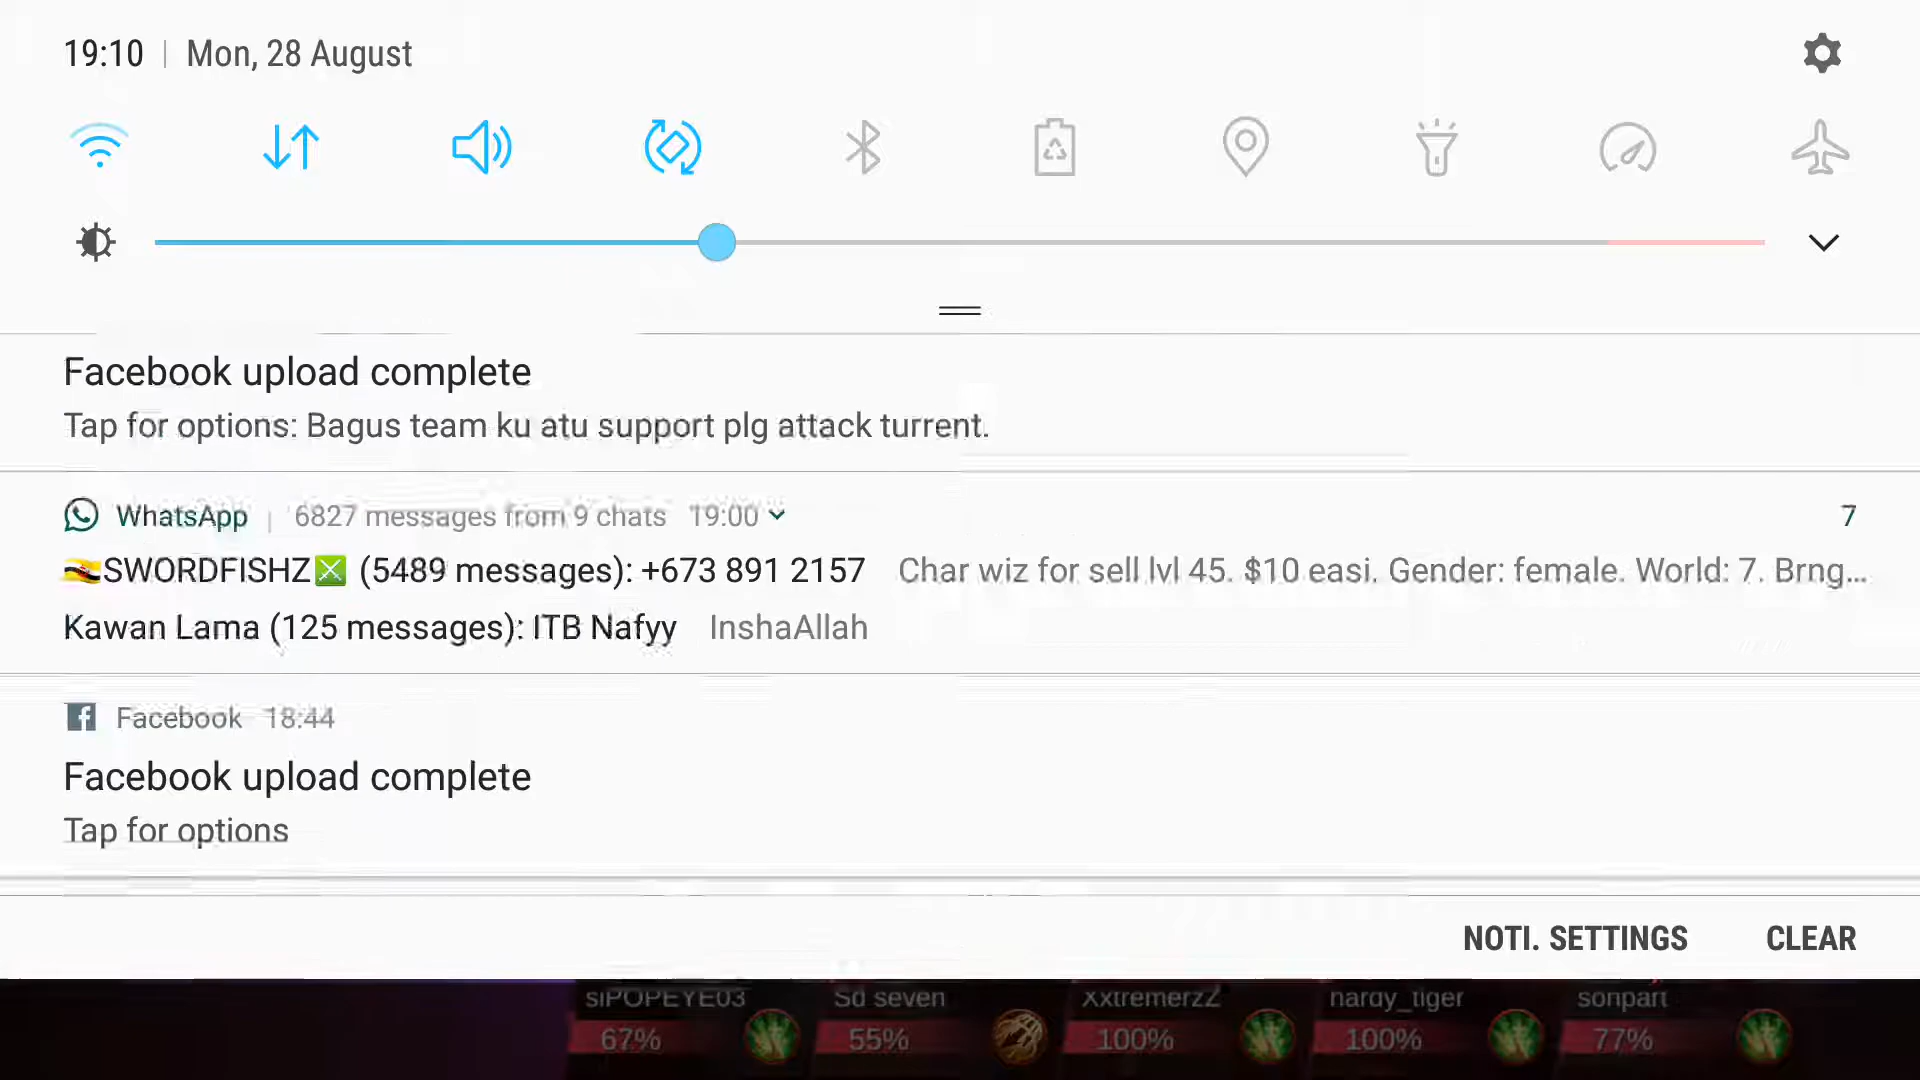 19:10 | Mon, 28 August
Facebook upload complete
Tap for options: Bagus team ku atu support plg attack turrent.
WhatsApp | 6827 messages from 9 chats 19:00 7
🇧🇳SWORDFISHZ❎ (5489 messages): +673 891 2157 Char wiz for sell lvl 45. $10 easi. Gender: female. World: 7. Brng...
Kawan Lama (125 messages): ITB Nafyy InshaAllah
Facebook 18:44
Facebook upload complete
Tap for options
NOTI. SETTINGS CLEAR
siPOPEYE03 Sd seven XxtremerzZ hardy_tiger sonpart
67% 55% 100% 100% 77%